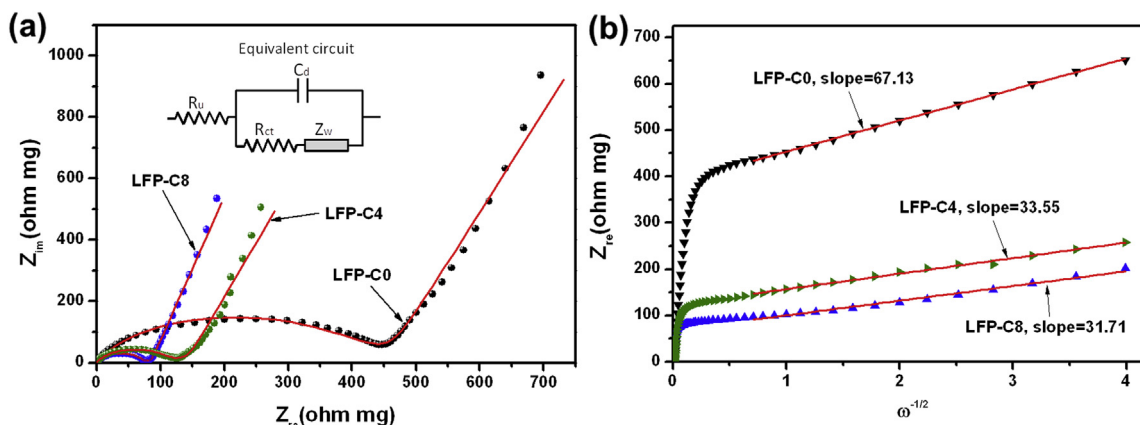 (a)
Equivalent circuit
Cd
Ru
Rct
Zw
LFP-C8
LFP-C4
LFP-C0
Zim (ohm mg)
1000
800
600
400
200
0
0 100 200 300 400 500 600 700
Zre(ohm mg)
(b)
LFP-C0, slope=67.13
LFP-C4, slope=33.55
LFP-C8, slope=31.71
Zre(ohm mg)
700
600
500
400
300
200
100
0
0 1 2 3 4
ω-1/2